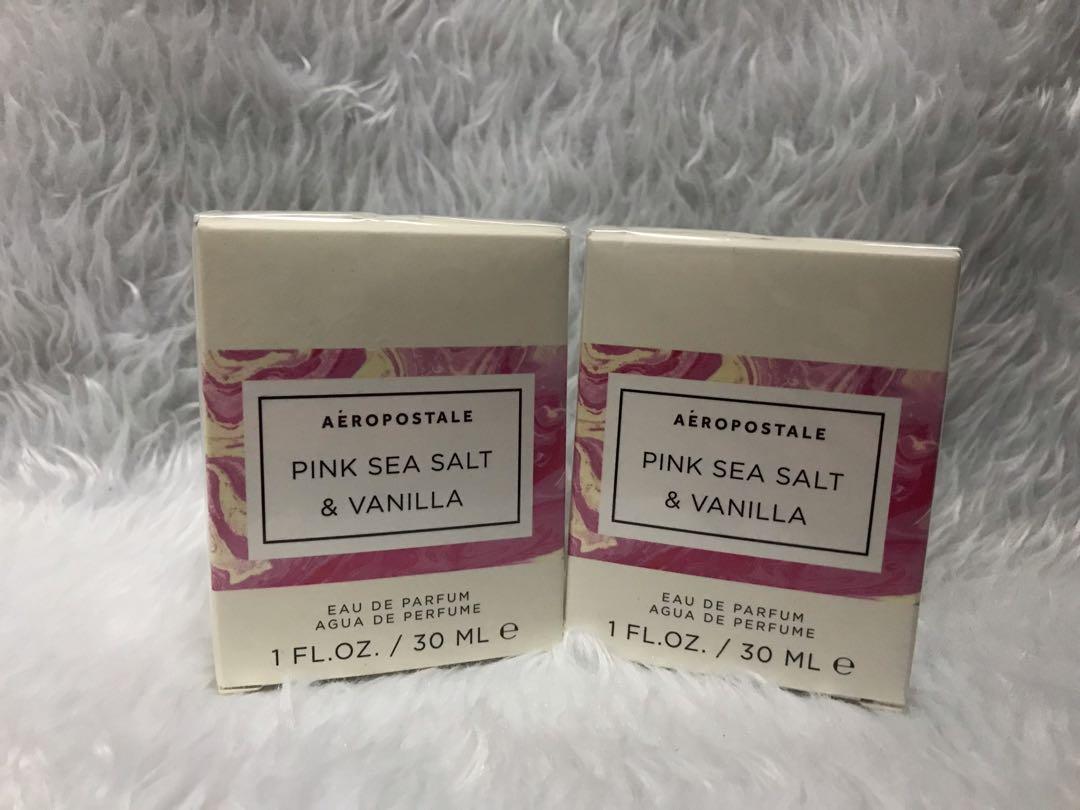 AÉROPOSTALE
PINK SEA SALT
& VANILLA
EAU DE PARFUM
AGUA DE PERFUME
1 FL.OZ. / 30 ML ℮
AÉROPOSTALE
PINK SEA SALT
& VANILLA
EAU DE PARFUM
AGUA DE PERFUME
1 FL.OZ. / 30 ML ℮